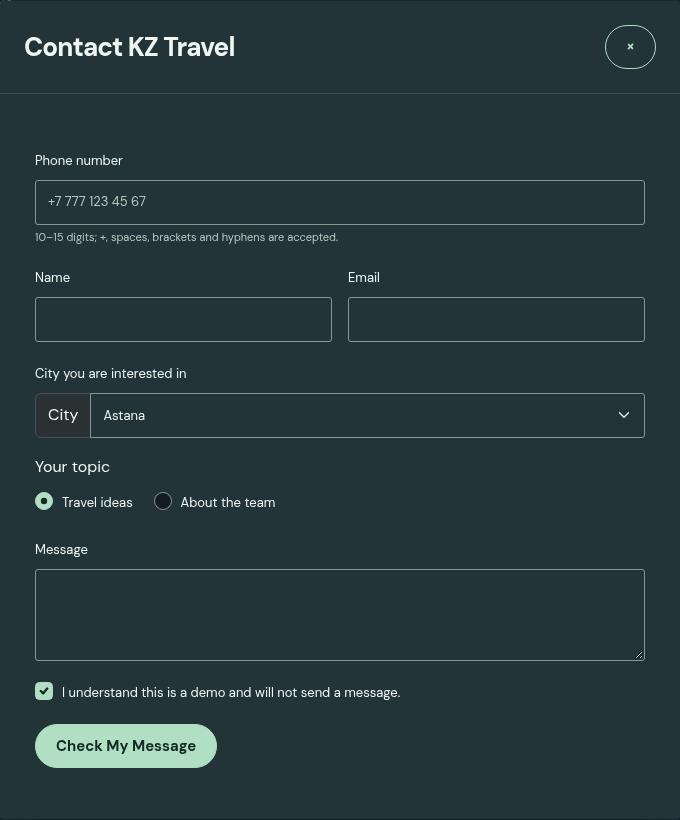 Contact KZ Travel
×
Phone number
+7 777 123 45 67
10–15 digits; +, spaces, brackets and hyphens are accepted.
Name Email
City you are interested in
City Astana
Your topic
Travel ideas About the team
Message
I understand this is a demo and will not send a message.
Check My Message